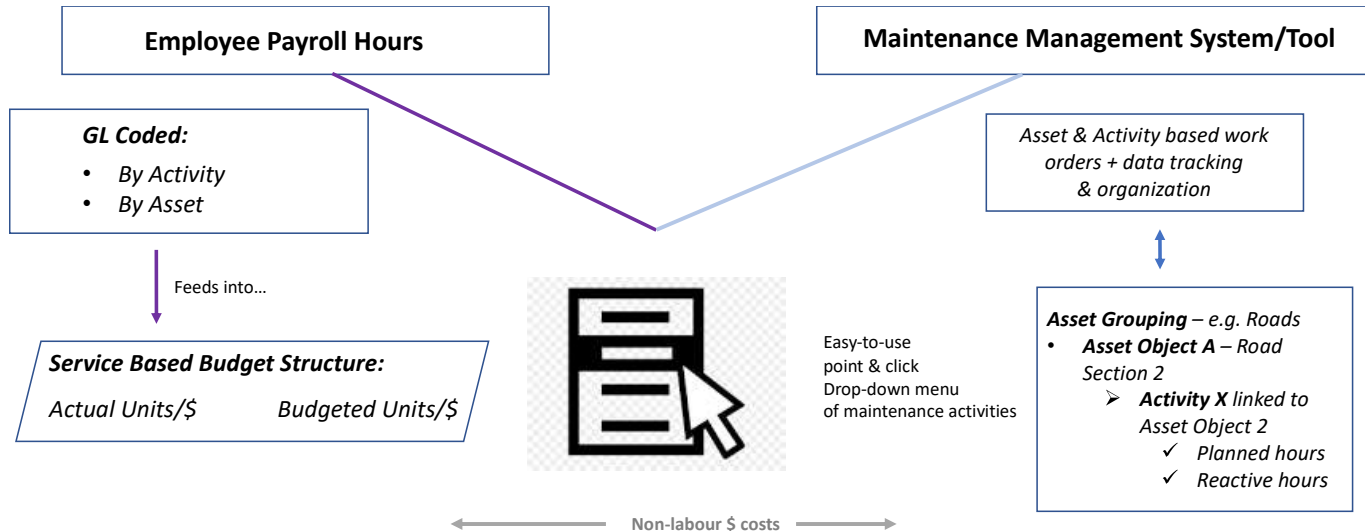 Employee Payroll Hours
Maintenance Management System/Tool
GL Coded:
• By Activity
• By Asset
Feeds into...
Service Based Budget Structure:
Actual Units/$ Budgeted Units/$
Easy-to-use
point & click
Drop-down menu
of maintenance activities
Asset & Activity based work
orders + data tracking
& organization
Asset Grouping – e.g. Roads
• Asset Object A – Road
Section 2
➢ Activity X linked to
Asset Object 2
✓ Planned hours
✓ Reactive hours
Non-labour $ costs